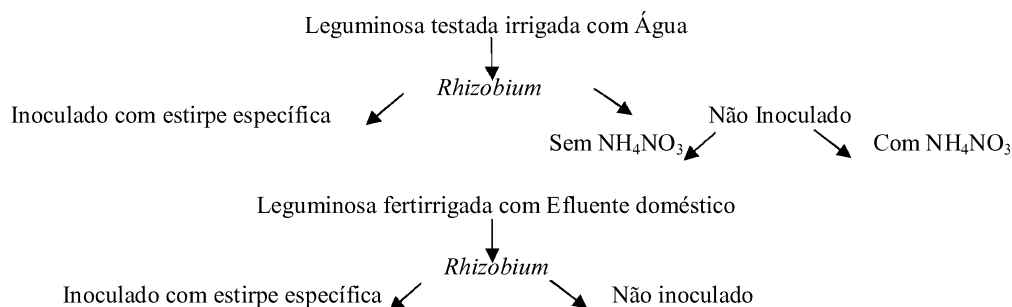 Leguminosa testada irrigada com Água
Rhizobium
Inoculado com estirpe específica
Não Inoculado
Sem NH₄NO₃
Com NH₄NO₃
Leguminosa fertirrigada com Efluente doméstico
Rhizobium
Inoculado com estirpe específica
Não inoculado